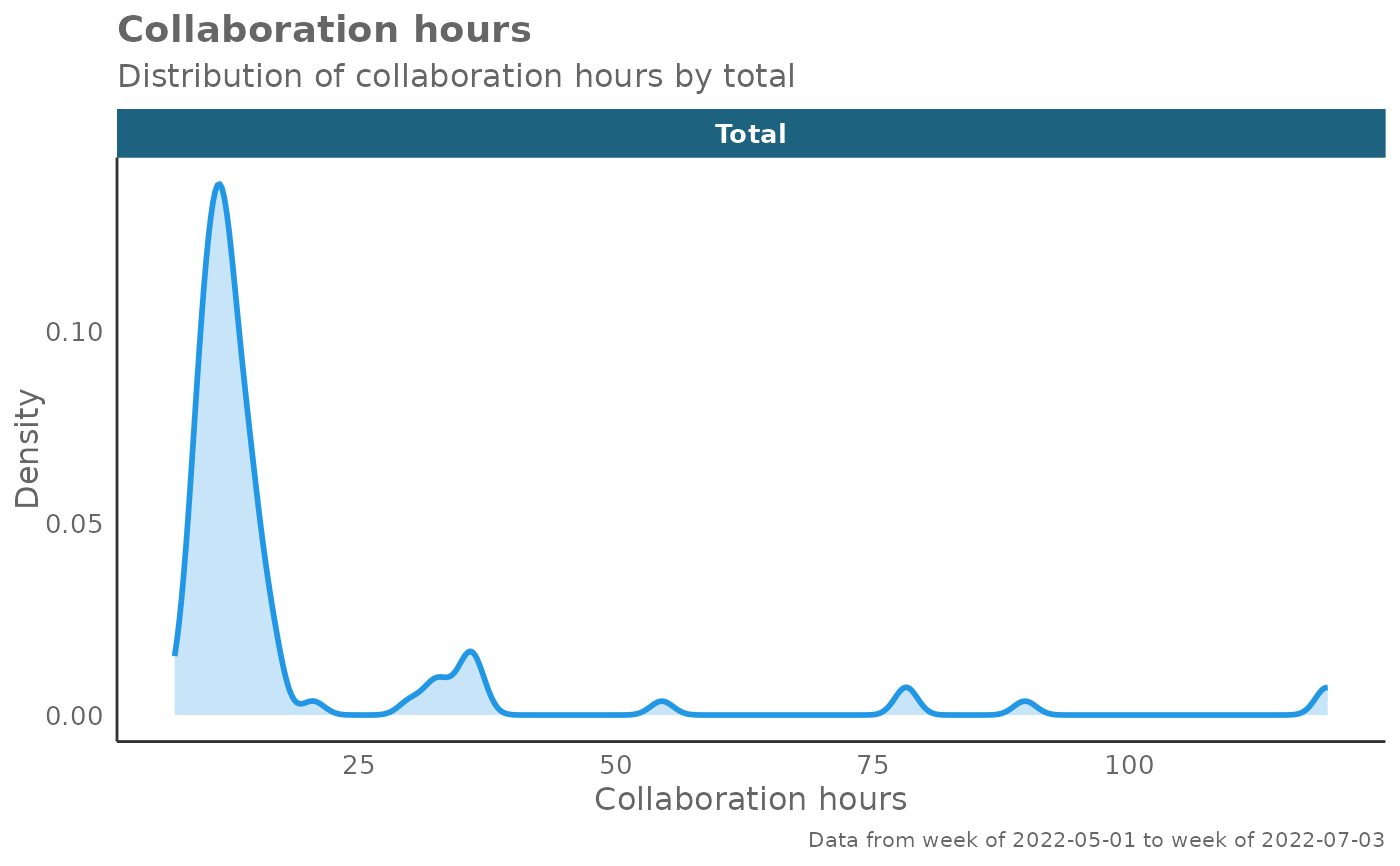 Collaboration hours
Distribution of collaboration hours by total
Total
0.10
0.05
0.00
Density
25 50 75 100
Collaboration hours
Data from week of 2022-05-01 to week of 2022-07-03